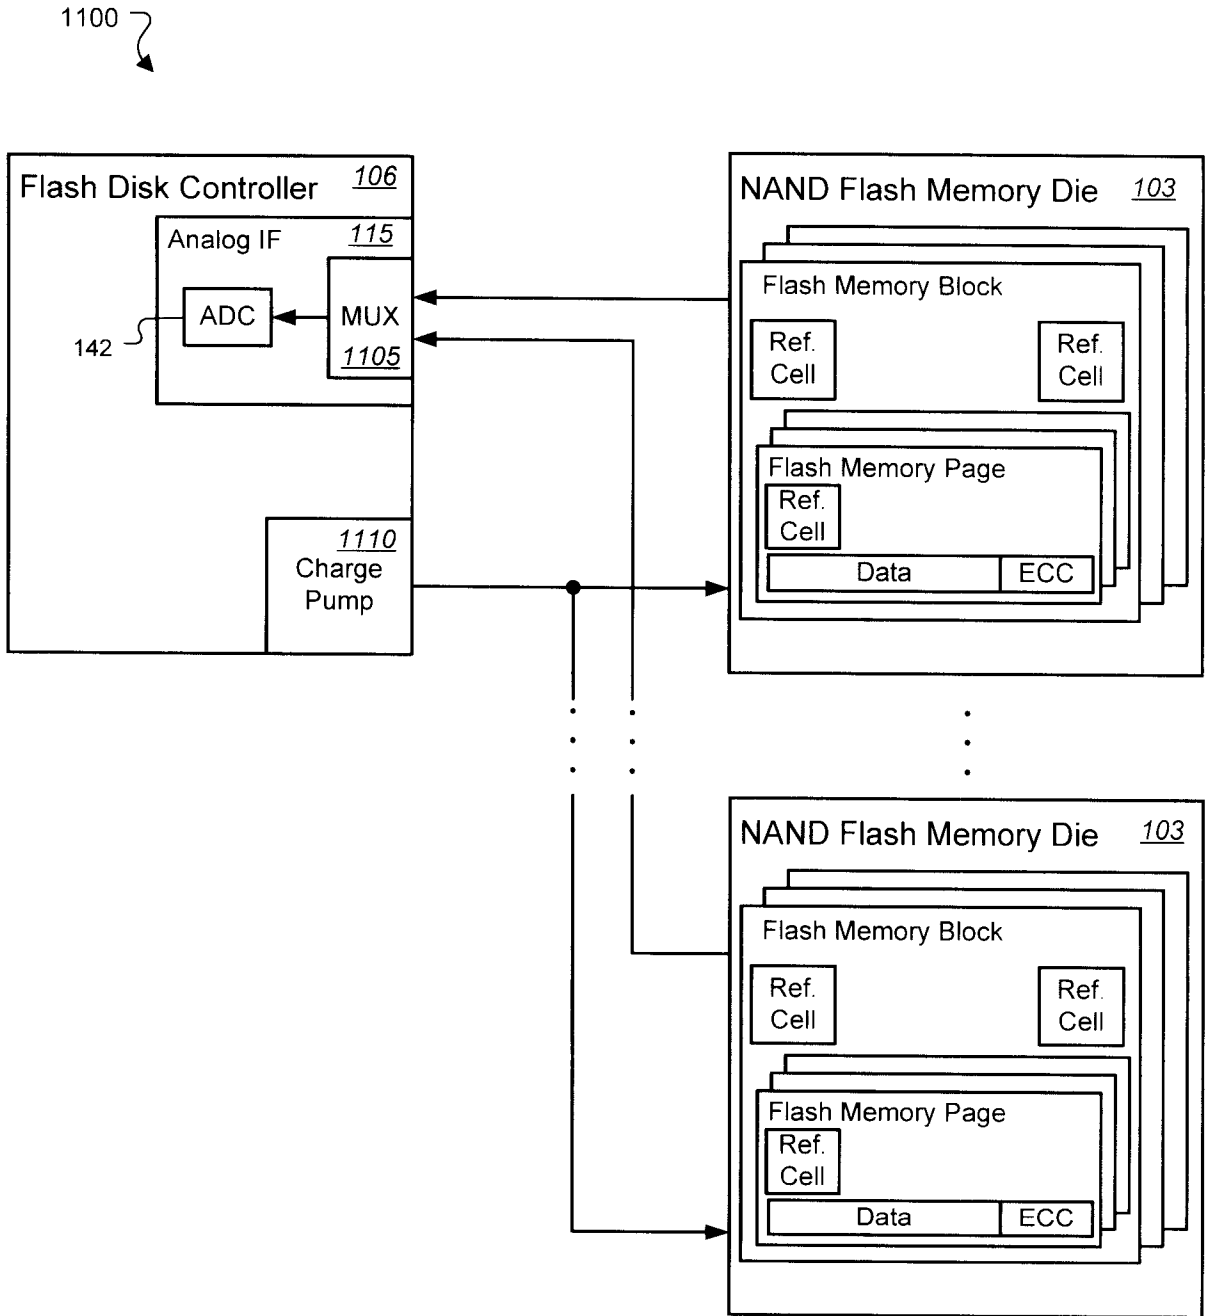 1100
Flash Disk Controller 106
Analog IF 115
ADC
MUX
1105
142
1110
Charge
Pump
NAND Flash Memory Die 103
Flash Memory Block
Ref.
Cell
Ref.
Cell
Flash Memory Page
Ref.
Cell
Data
ECC
NAND Flash Memory Die 103
Flash Memory Block
Ref.
Cell
Ref.
Cell
Flash Memory Page
Ref.
Cell
Data
ECC